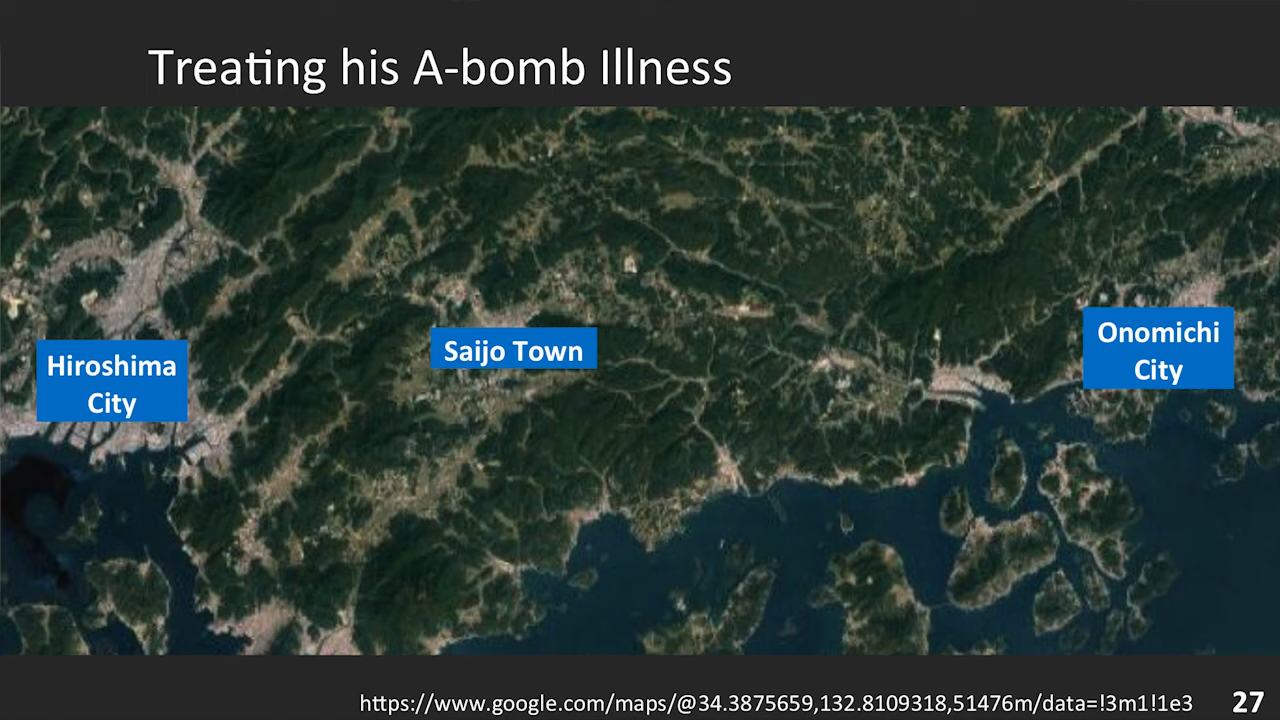 Treating his A-bomb Illness
Hiroshima
City
Saijo Town
Onomichi
City
https://www.google.com/maps/@34.3875659,132.8109318,51476m/data=!3m1!1e3
27